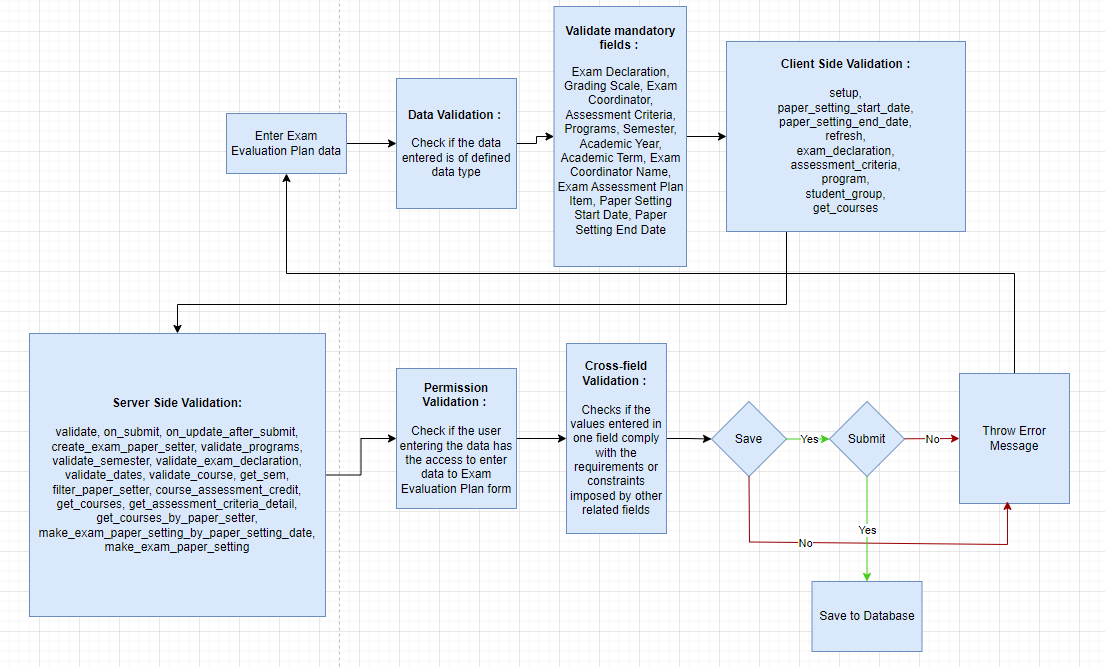 Enter Exam
Evaluation Plan data
Data Validation :
Check if the data
entered is of defined
data type
Validate mandatory
fields :
Exam Declaration,
Grading Scale, Exam
Coordinator,
Assessment Criteria,
Programs, Semester,
Academic Year,
Academic Term, Exam
Coordinator Name,
Exam Assessment Plan
Item, Paper Setting
Start Date, Paper
Setting End Date
Client Side Validation :
setup,
paper_setting_start_date,
paper_setting_end_date,
refresh,
exam_declaration,
assessment_criteria,
program,
student_group,
get_courses
Server Side Validation:
validate, on_submit, on_update_after_submit,
create_exam_paper_setter, validate_programs,
validate_semester, validate_exam_declaration,
validate_dates, validate_course, get_sem,
filter_paper_setter, course_assessment_credit,
get_courses, get_assessment_criteria_detail,
get_courses_by_paper_setter,
make_exam_paper_setting_by_paper_setting_date,
make_exam_paper_setting
Permission
Validation :
Check if the user
entering the data has
the access to enter
data to Exam
Evaluation Plan form
Cross-field
Validation :
Checks if the
values entered in
one field comply
with the
requirements or
constraints
imposed by other
related fields
Save
Yes
Submit
No
Throw Error
Message
Yes
No
Save to Database